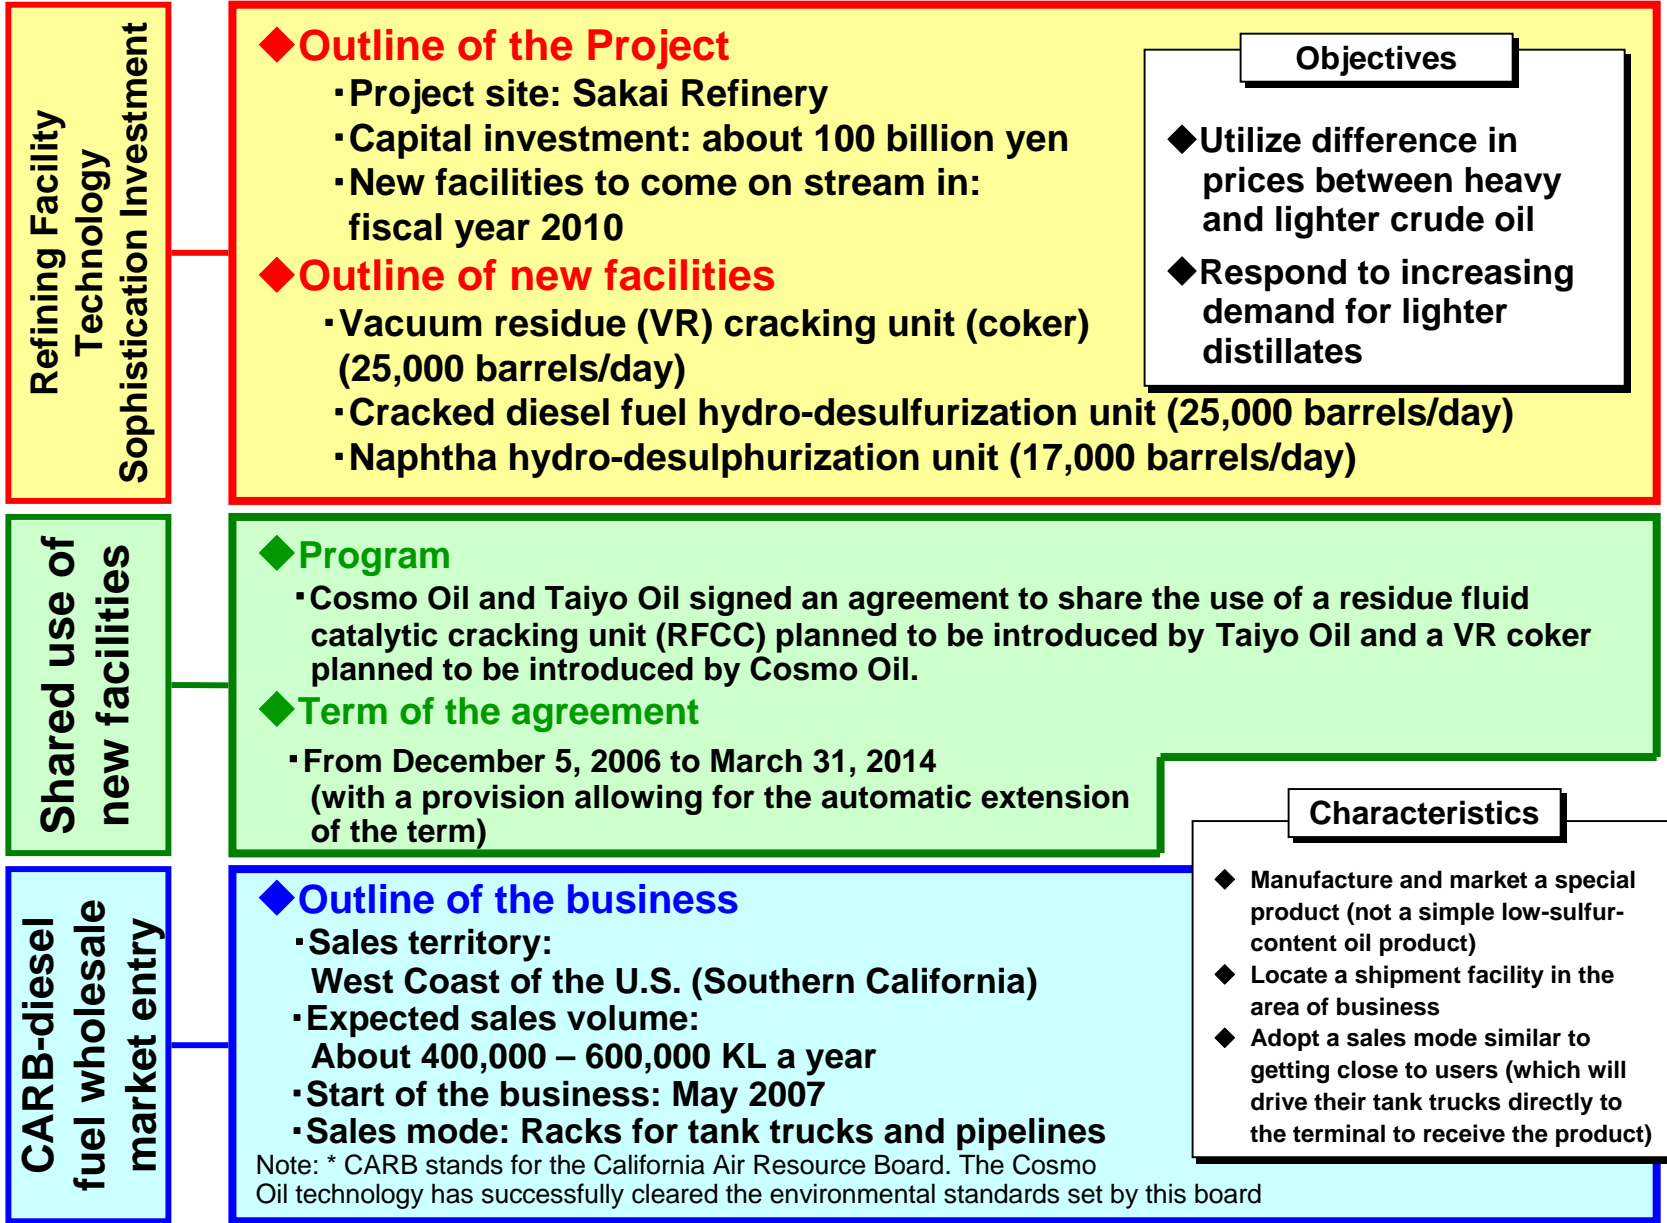 Refining Facility
Technology
Sophistication Investment
◆Outline of the Project
・Project site: Sakai Refinery
・Capital investment: about 100 billion yen
・New facilities to come on stream in:
fiscal year 2010
◆Outline of new facilities
・Vacuum residue (VR) cracking unit (coker)
(25,000 barrels/day)
・Cracked diesel fuel hydro-desulfurization unit (25,000 barrels/day)
・Naphtha hydro-desulphurization unit (17,000 barrels/day)
Objectives
◆Utilize difference in
prices between heavy
and lighter crude oil
◆Respond to increasing
demand for lighter
distillates
Shared use of
new facilities
◆Program
・Cosmo Oil and Taiyo Oil signed an agreement to share the use of a residue fluid
catalytic cracking unit (RFCC) planned to be introduced by Taiyo Oil and a VR coker
planned to be introduced by Cosmo Oil.
◆Term of the agreement
・From December 5, 2006 to March 31, 2014
(with a provision allowing for the automatic extension
of the term)
CARB-diesel
fuel wholesale
market entry
◆Outline of the business
・Sales territory:
West Coast of the U.S. (Southern California)
・Expected sales volume:
About 400,000 – 600,000 KL a year
・Start of the business: May 2007
・Sales mode: Racks for tank trucks and pipelines
Note: * CARB stands for the California Air Resource Board. The Cosmo
Oil technology has successfully cleared the environmental standards set by this board
Characteristics
◆ Manufacture and market a special
product (not a simple low-sulfur-
content oil product)
◆ Locate a shipment facility in the
area of business
◆ Adopt a sales mode similar to
getting close to users (which will
drive their tank trucks directly to
the terminal to receive the product)